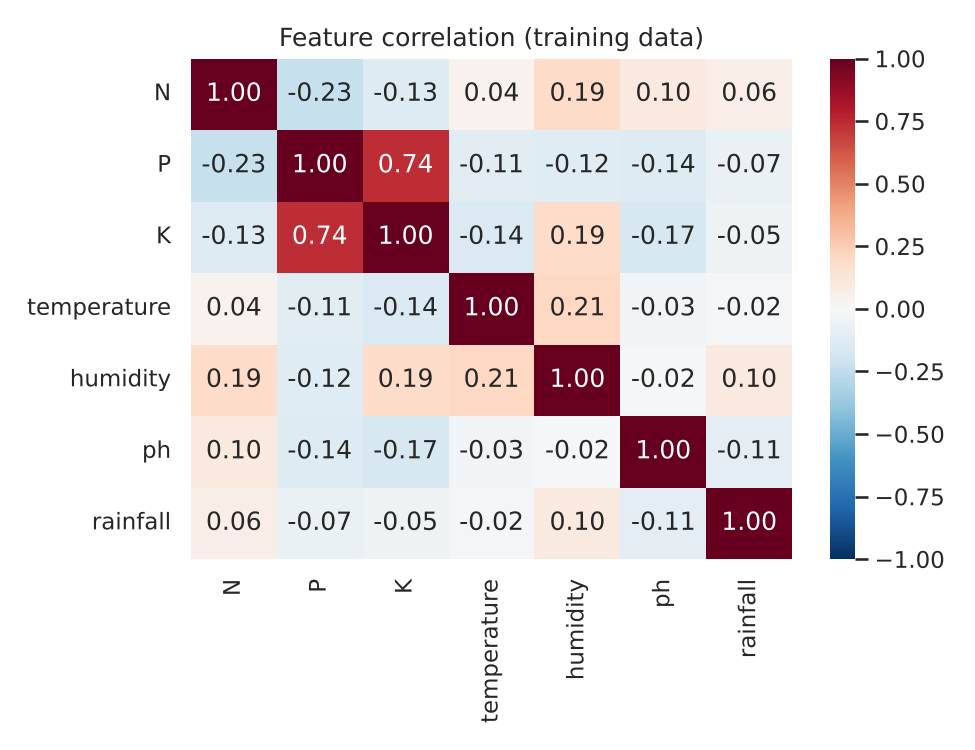 Feature correlation (training data)
N 1.00 -0.23 -0.13 0.04 0.19 0.10 0.06
P -0.23 1.00 0.74 -0.11 -0.12 -0.14 -0.07
K -0.13 0.74 1.00 -0.14 0.19 -0.17 -0.05
temperature 0.04 -0.11 -0.14 1.00 0.21 -0.03 -0.02
humidity 0.19 -0.12 0.19 0.21 1.00 -0.02 0.10
ph 0.10 -0.14 -0.17 -0.03 -0.02 1.00 -0.11
rainfall 0.06 -0.07 -0.05 -0.02 0.10 -0.11 1.00
N P K temperature humidity ph rainfall
1.00
0.75
0.50
0.25
0.00
−0.25
−0.50
−0.75
−1.00